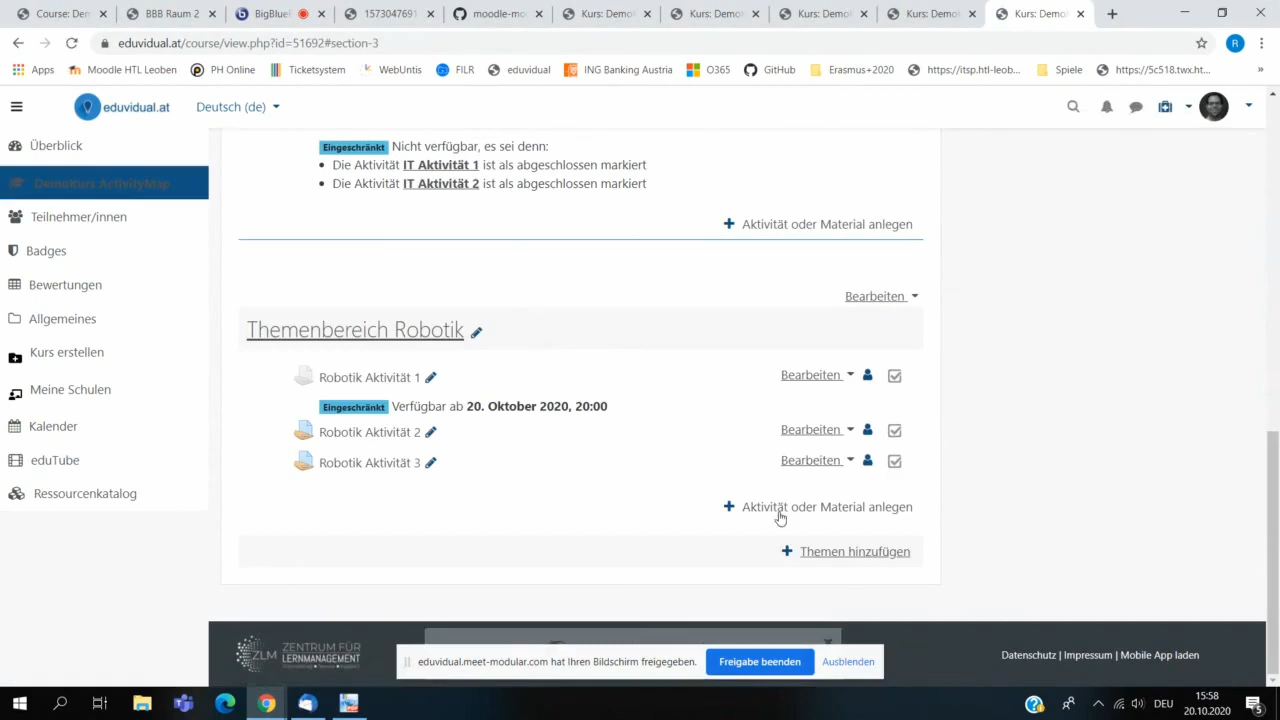 Course: Dem
BBB Raum 2
BigBlue
1573047691
moodle-mo
Kurs: Demo
Kurs: Demo
Kurs: Demo
Kurs: Demo
Kurs: Demo
eduvidual.at/course/view.php?id=51692#section-3
R
Apps
Moodle HTL Leoben
PH Online
Ticketsystem
WebUntis
FILR
eduvidual
ING Banking Austria
O365
GitHub
Erasmus+2020
https://itsp.htl-leob...
Spiele
https://5c518.twx.ht...
»
eduvidual.at
Deutsch (de)
Überblick
Demokurs ActivityMap
Teilnehmer/innen
Badges
Bewertungen
Allgemeines
Kurs erstellen
Meine Schulen
Kalender
eduTube
Ressourcenkatalog
Eingeschränkt Nicht verfügbar, es sei denn:
• Die Aktivität IT Aktivität 1 ist als abgeschlossen markiert
• Die Aktivität IT Aktivität 2 ist als abgeschlossen markiert
Aktivität oder Material anlegen
Bearbeiten
Themenbereich Robotik
Robotik Aktivität 1
Bearbeiten
Eingeschränkt Verfügbar ab 20. Oktober 2020, 20:00
Robotik Aktivität 2
Bearbeiten
Robotik Aktivität 3
Bearbeiten
Aktivität oder Material anlegen
Themen hinzufügen
ZLM
ZENTRUM FÜR
LERNMANAGEMENT
eduvidual.meet-modular.com hat Ihren Bildschirm freigegeben.
Freigabe beenden
Ausblenden
Datenschutz | Impressum | Mobile App laden
DEU
15:58
20.10.2020
5